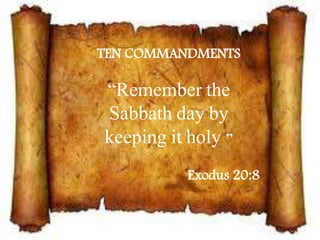 TEN COMMANDMENTS
“Remember the
Sabbath day by
keeping it holy ”
Exodus 20:8